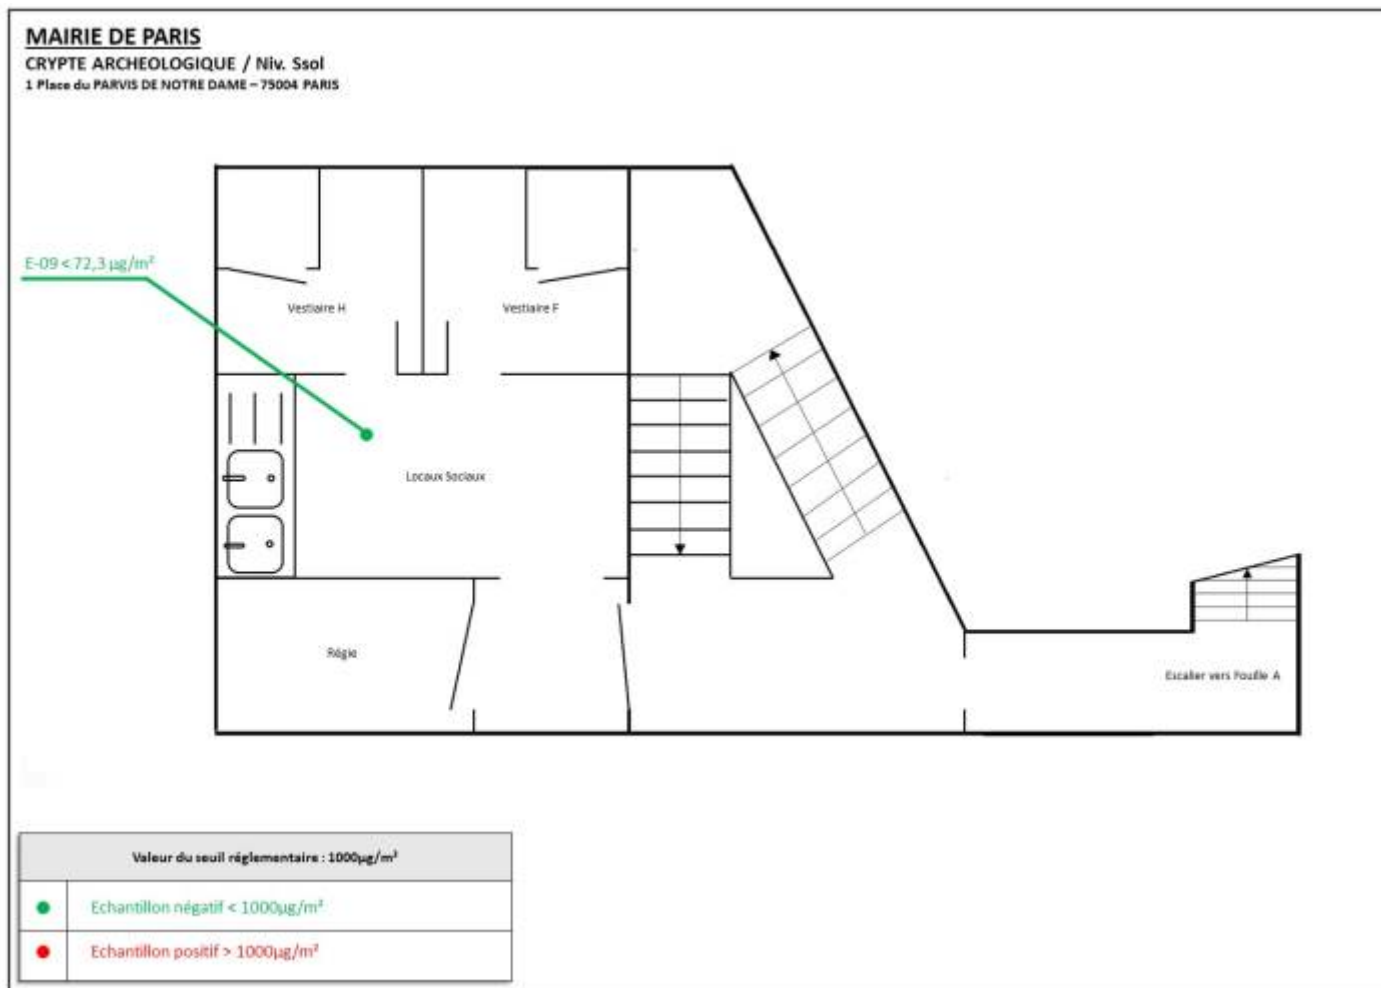 MAIRIE DE PARIS
CRYPTE ARCHEOLOGIQUE / Niv. Ssol
1 Place du PARVIS DE NOTRE DAME – 75004 PARIS
E-09 < 72,3 µg/m²
Vestiaire H
Vestiaire F
Locaux Sociaux
Régie
Escalier vers Fouille A
Valeur du seuil réglementaire : 1000µg/m²
Echantillon négatif < 1000µg/m²
Echantillon positif > 1000µg/m²